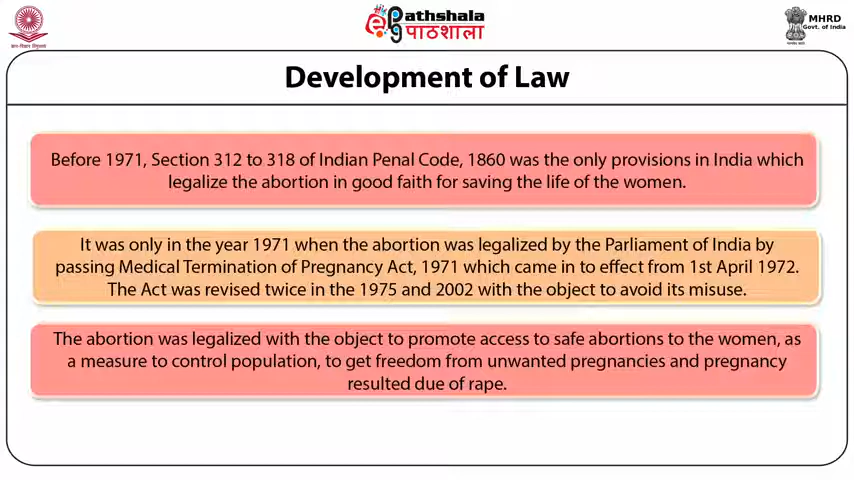 Pathshala
पाठशाला
MHRD
Govt. of India
Development of Law
Before 1971, Section 312 to 318 of Indian Penal Code, 1860 was the only provisions in India which
legalize the abortion in good faith for saving the life of the women.
It was only in the year 1971 when the abortion was legalized by the Parliament of India by
passing Medical Termination of Pregnancy Act, 1971 which came in to effect from 1st April 1972.
The Act was revised twice in the 1975 and 2002 with the object to avoid its misuse.
The abortion was legalized with the object to promote access to safe abortions to the women, as
a measure to control population, to get freedom from unwanted pregnancies and pregnancy
resulted due of rape.